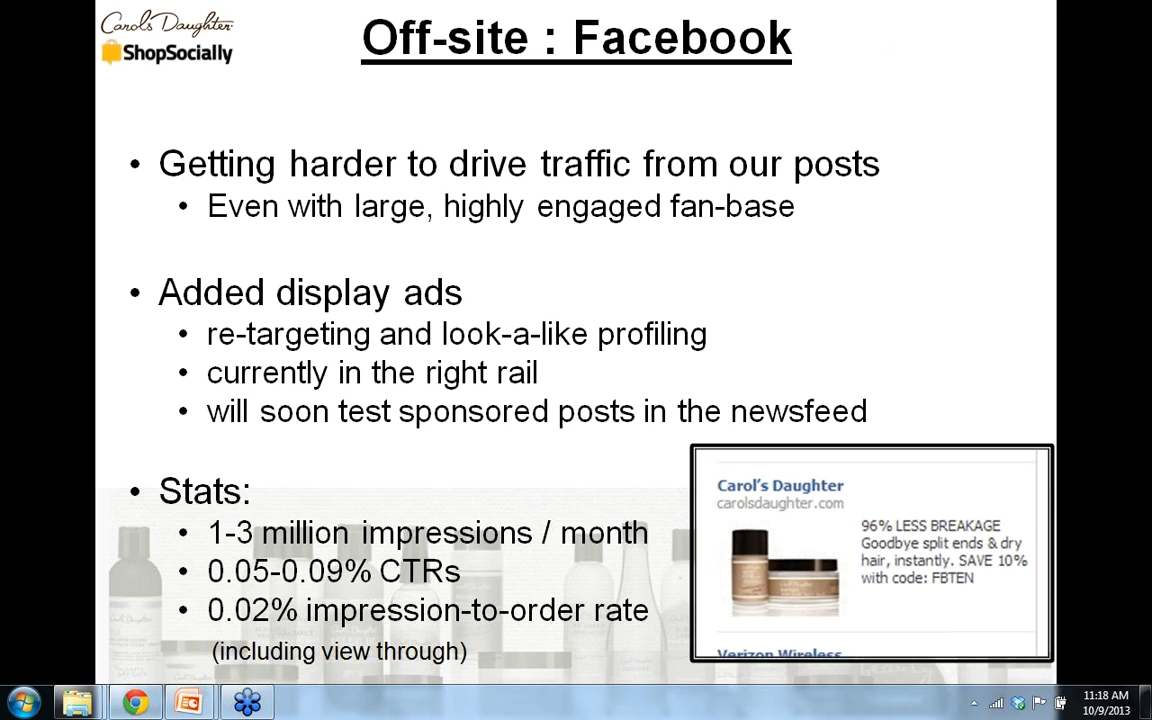 Carol's Daughter
ShopSocially
Off-site : Facebook
• Getting harder to drive traffic from our posts
• Even with large, highly engaged fan-base
• Added display ads
• re-targeting and look-a-like profiling
• currently in the right rail
• will soon test sponsored posts in the newsfeed
• Stats:
• 1-3 million impressions / month
• 0.05-0.09% CTRs
• 0.02% impression-to-order rate
(including view through)
Carol's Daughter
carolsdaughter.com
96% LESS BREAKAGE
Goodbye split ends & dry
hair, instantly. SAVE 10%
with code: FBTEN
Verizon Wireless
11:18 AM
10/9/2013